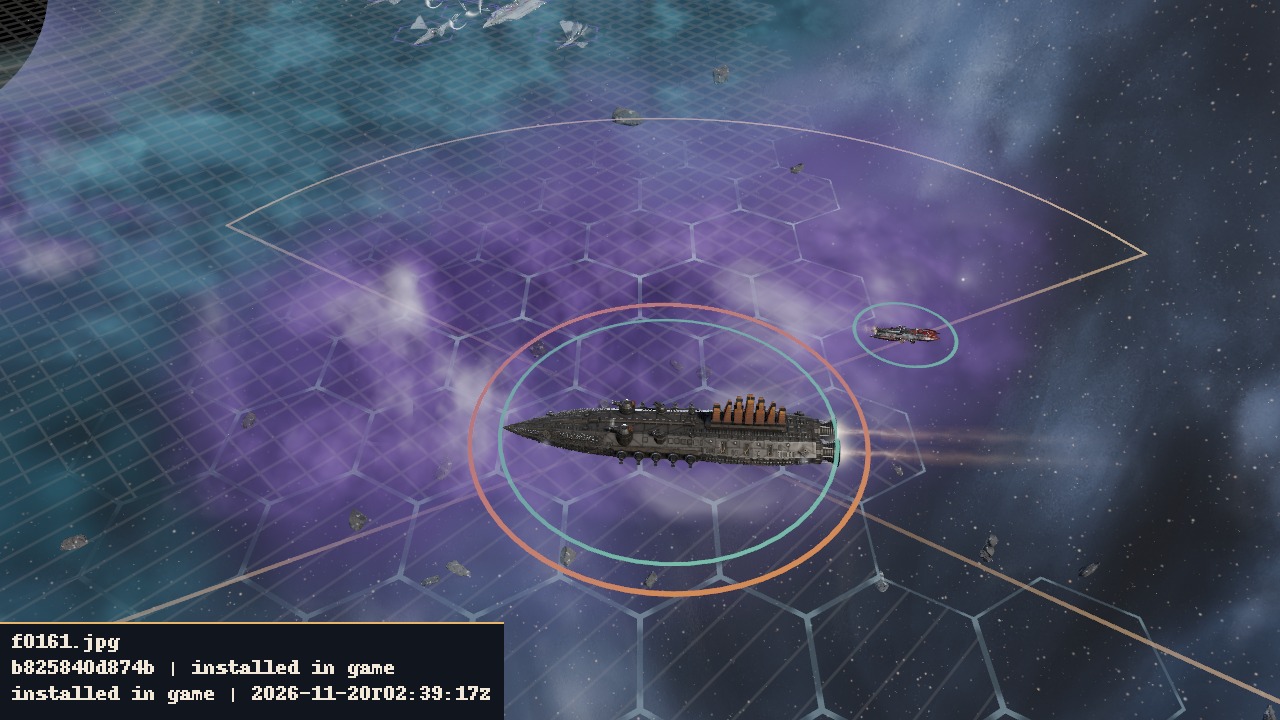 f0161.jpg
b825840d874b | installed in game
installed in game | 2026-11-20T02:39:17Z